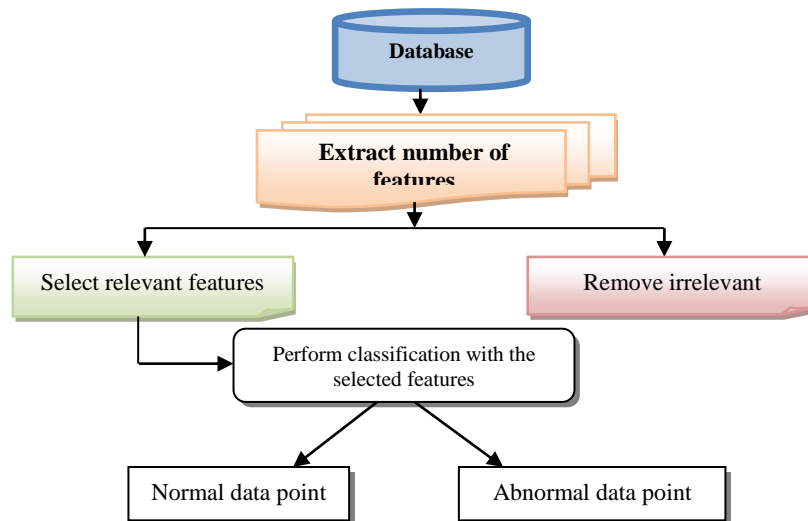 Database
Extract number of
features
Select relevant features
Remove irrelevant
Perform classification with the
selected features
Normal data point
Abnormal data point